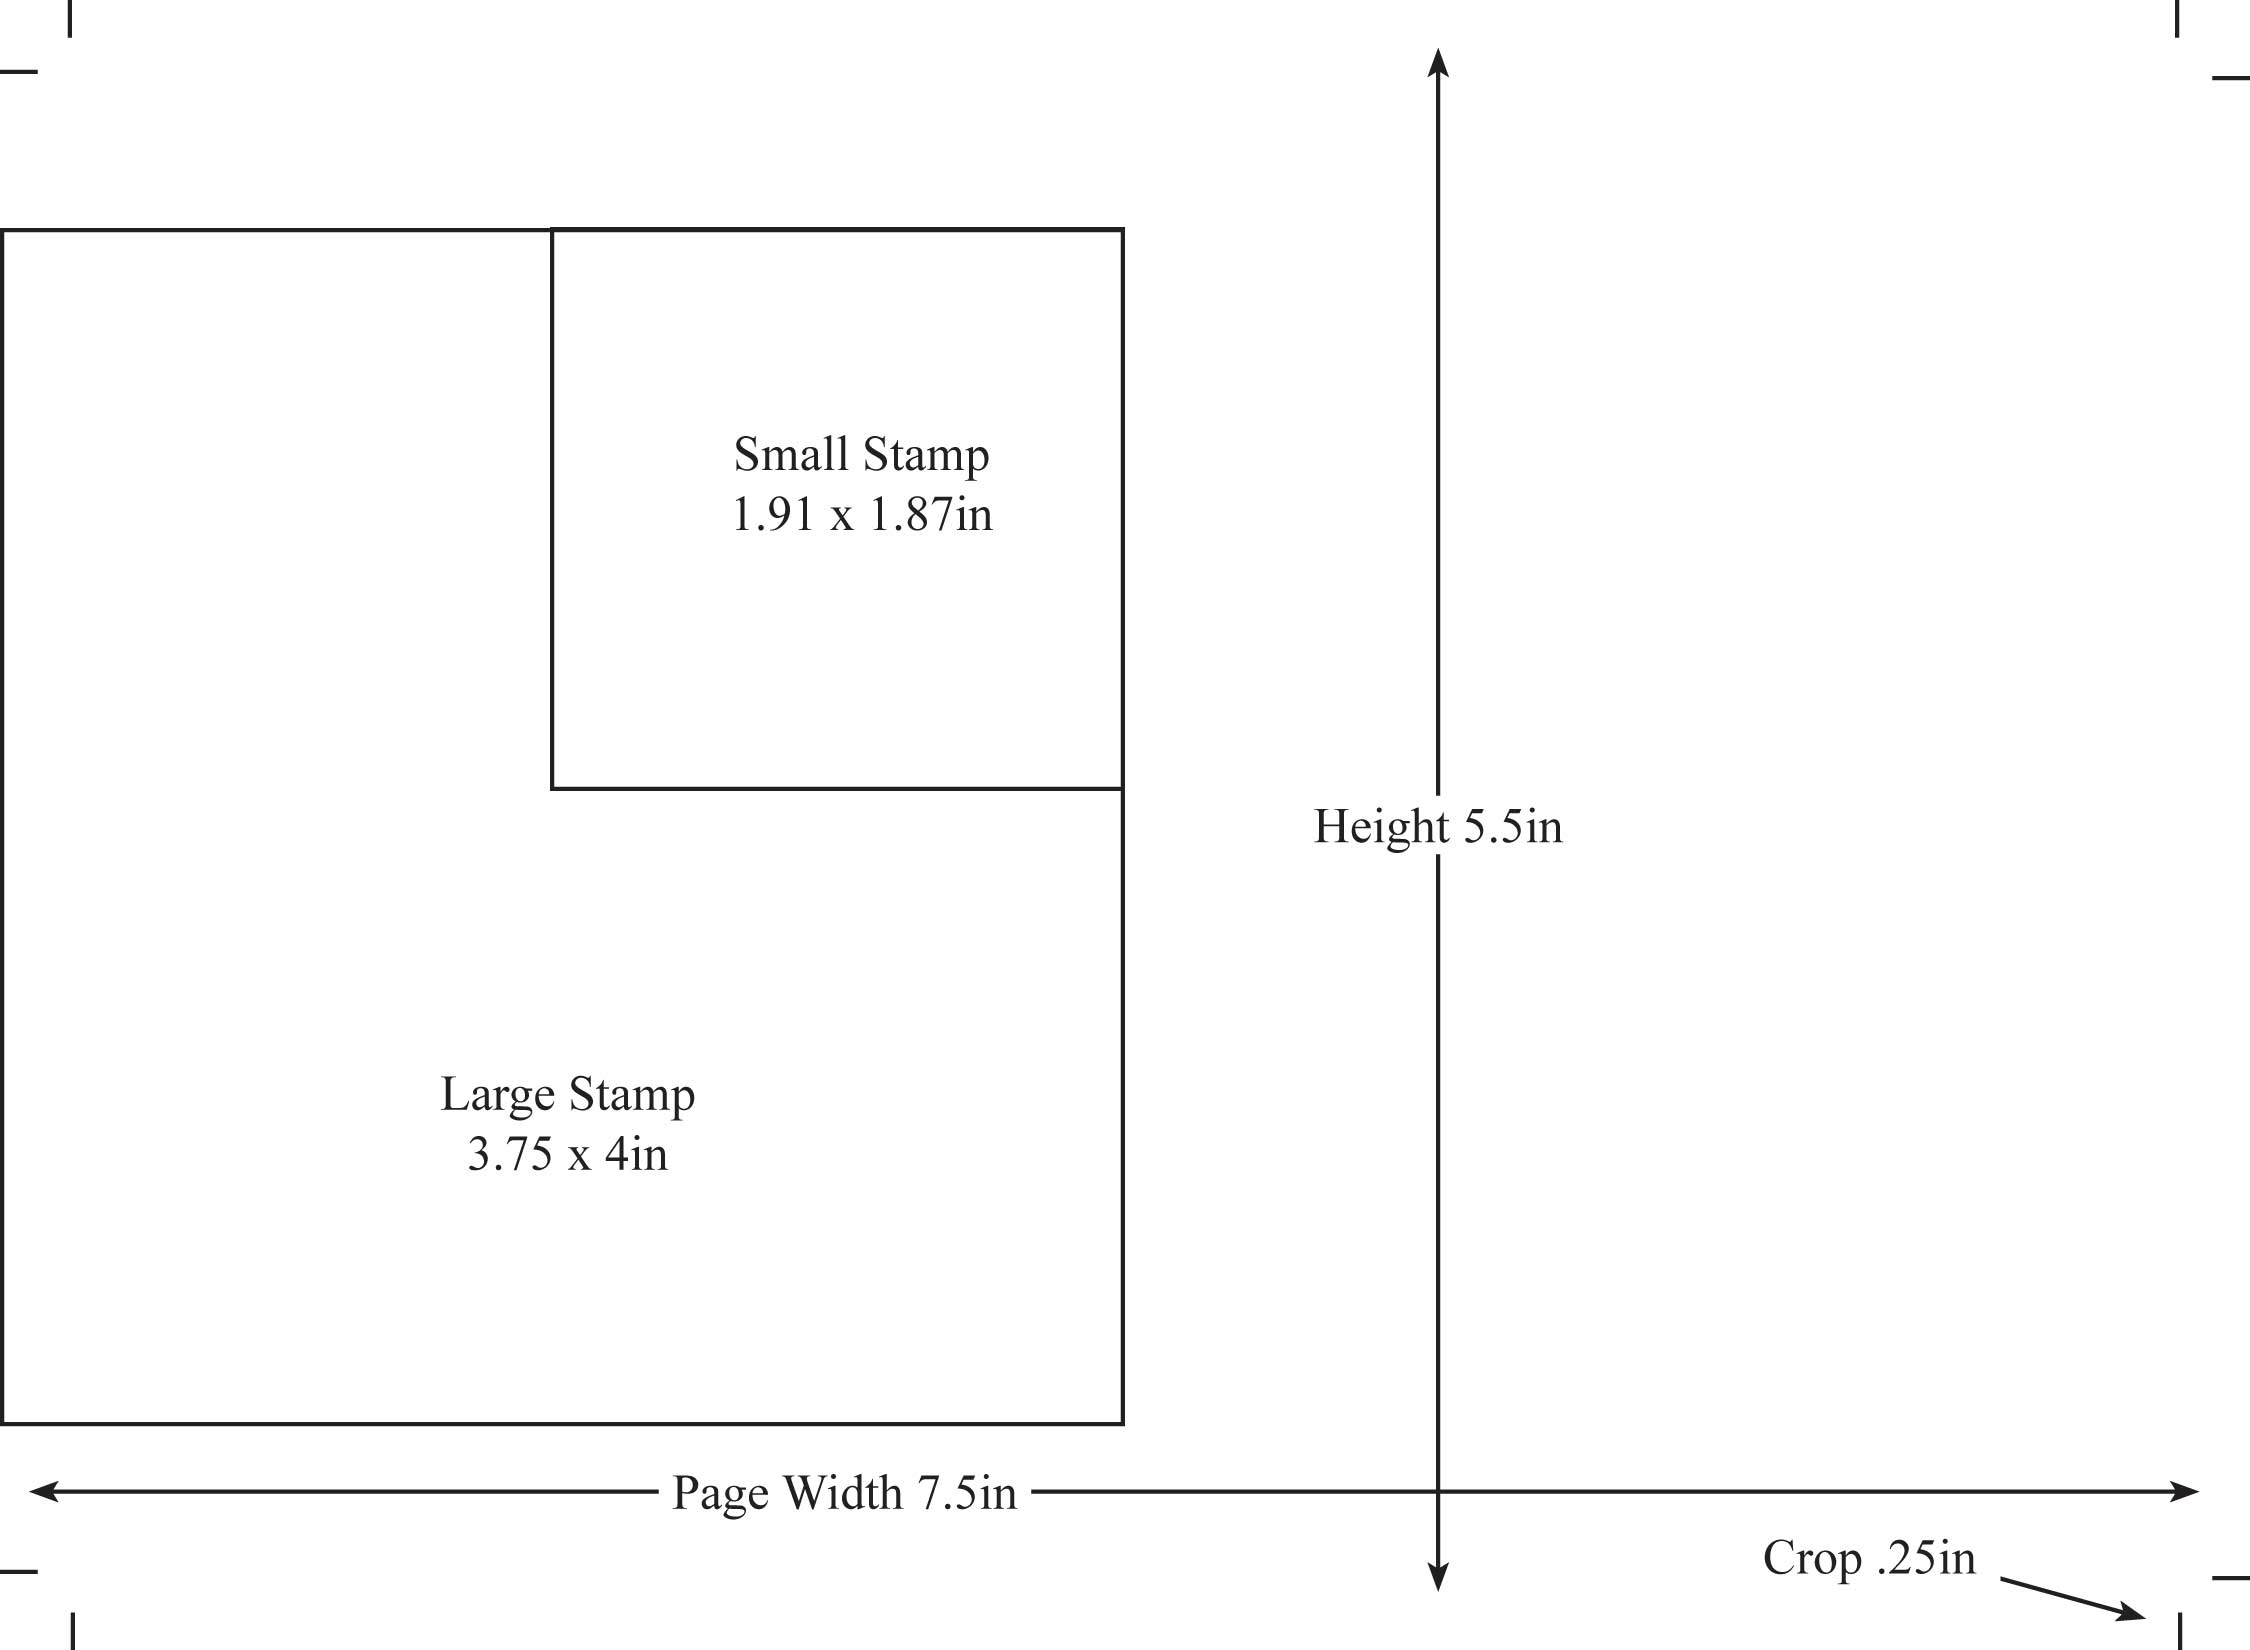 Small Stamp
1.91 x 1.87in
Height 5.5in
Large Stamp
3.75 x 4in
Page Width 7.5in
Crop .25in